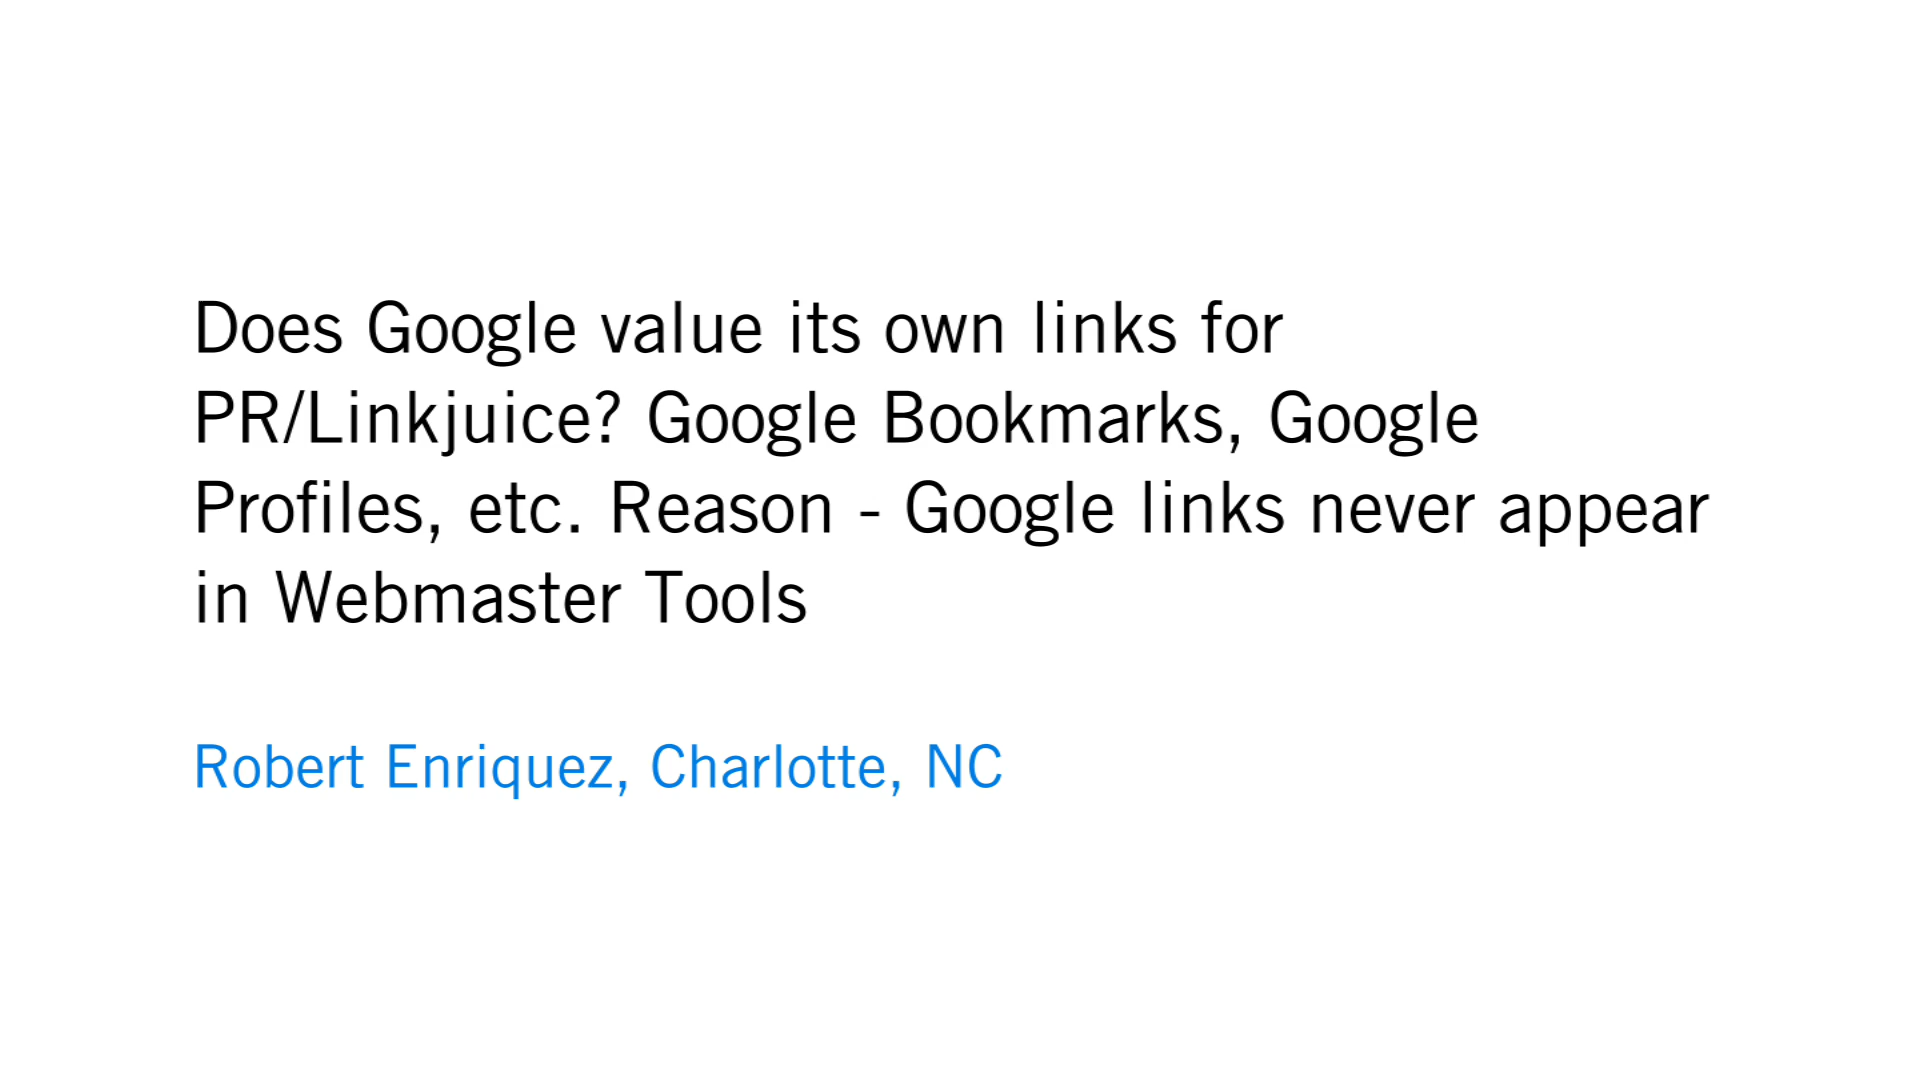 Does Google value its own links for
PR/Linkjuice? Google Bookmarks, Google
Profiles, etc. Reason - Google links never appear
in Webmaster Tools
Robert Enriquez, Charlotte, NC